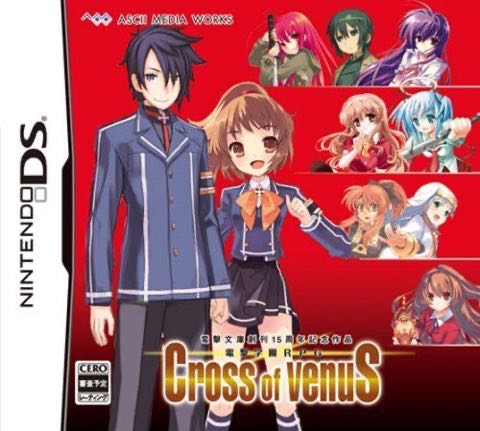 ASCII MEDIA WORKS
NINTENDO DS
電撃文庫創刊15周年記念作品
電撃学園RPG
Cross of venus
CERO
審査予定
レーティング